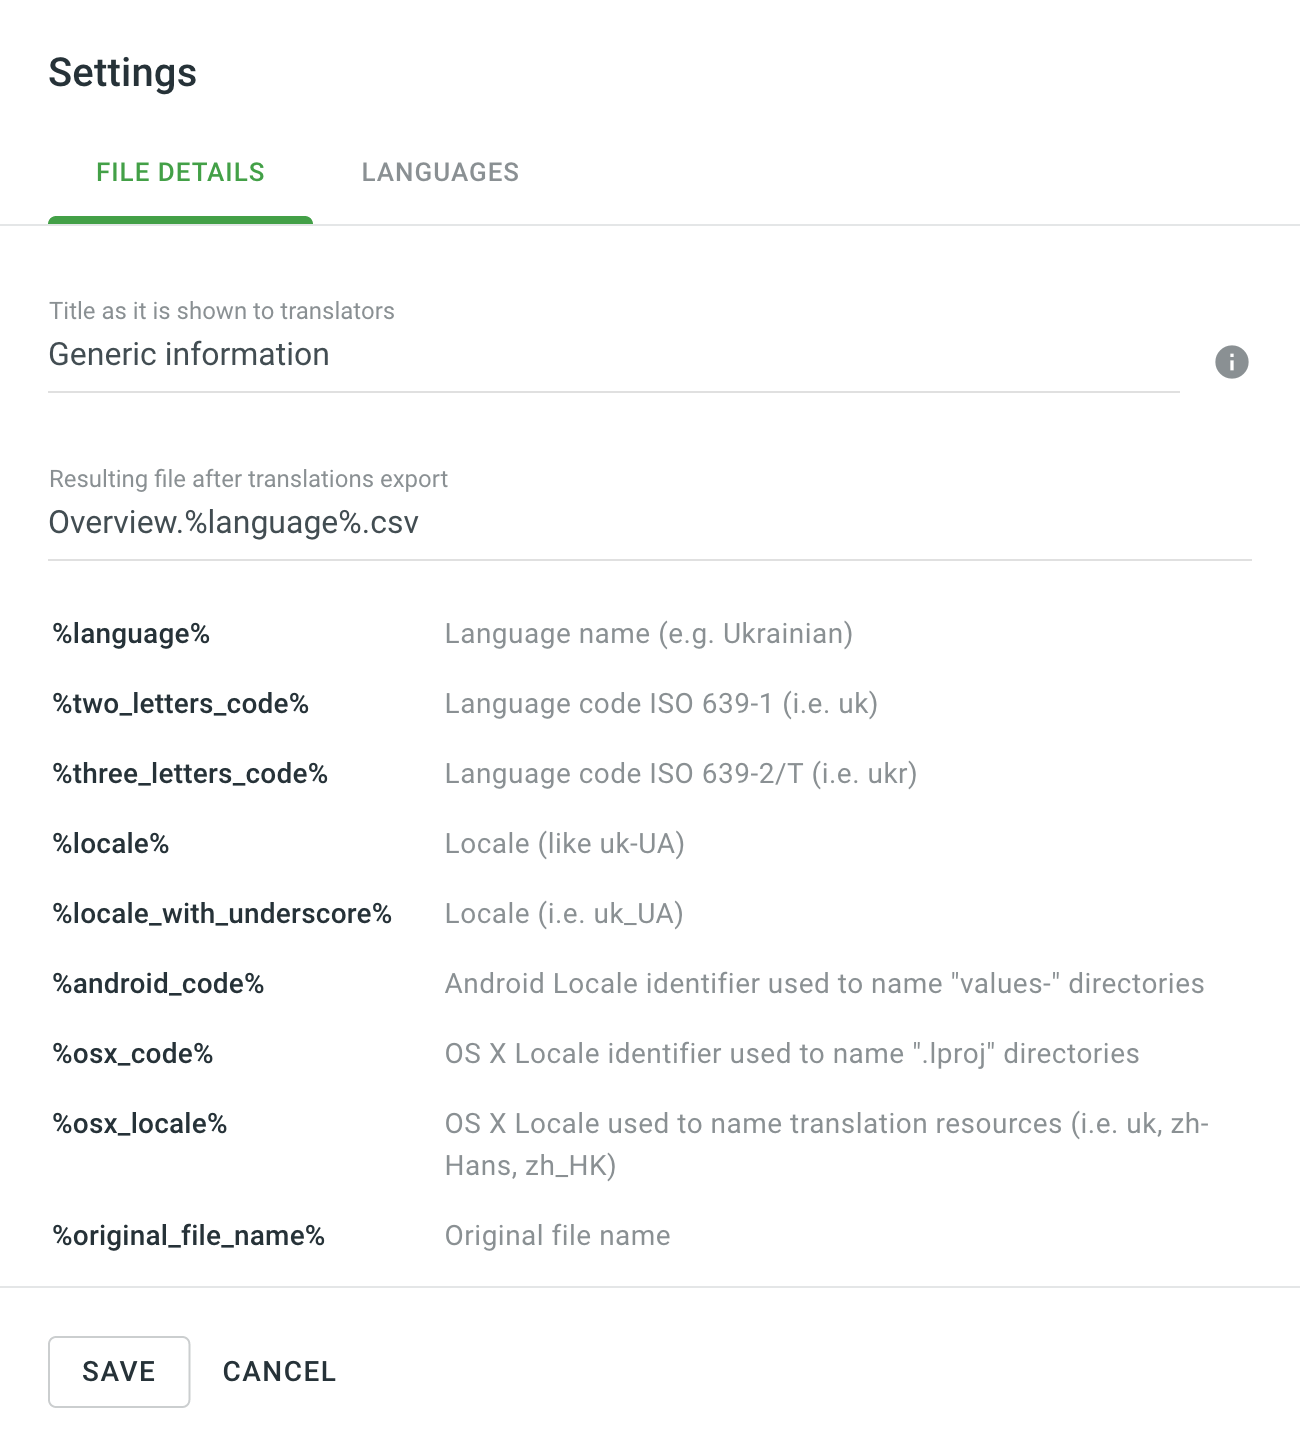 Settings
FILE DETAILS LANGUAGES
Title as it is shown to translators
Generic information
Resulting file after translations export
Overview.%language%.csv
%language% Language name (e.g. Ukrainian)
%two_letters_code% Language code ISO 639-1 (i.e. uk)
%three_letters_code% Language code ISO 639-2/T (i.e. ukr)
%locale% Locale (like uk-UA)
%locale_with_underscore% Locale (i.e. uk_UA)
%android_code% Android Locale identifier used to name "values-" directories
%osx_code% OS X Locale identifier used to name ".lproj" directories
%osx_locale% OS X Locale used to name translation resources (i.e. uk, zh-
Hans, zh_HK)
%original_file_name% Original file name
SAVE CANCEL